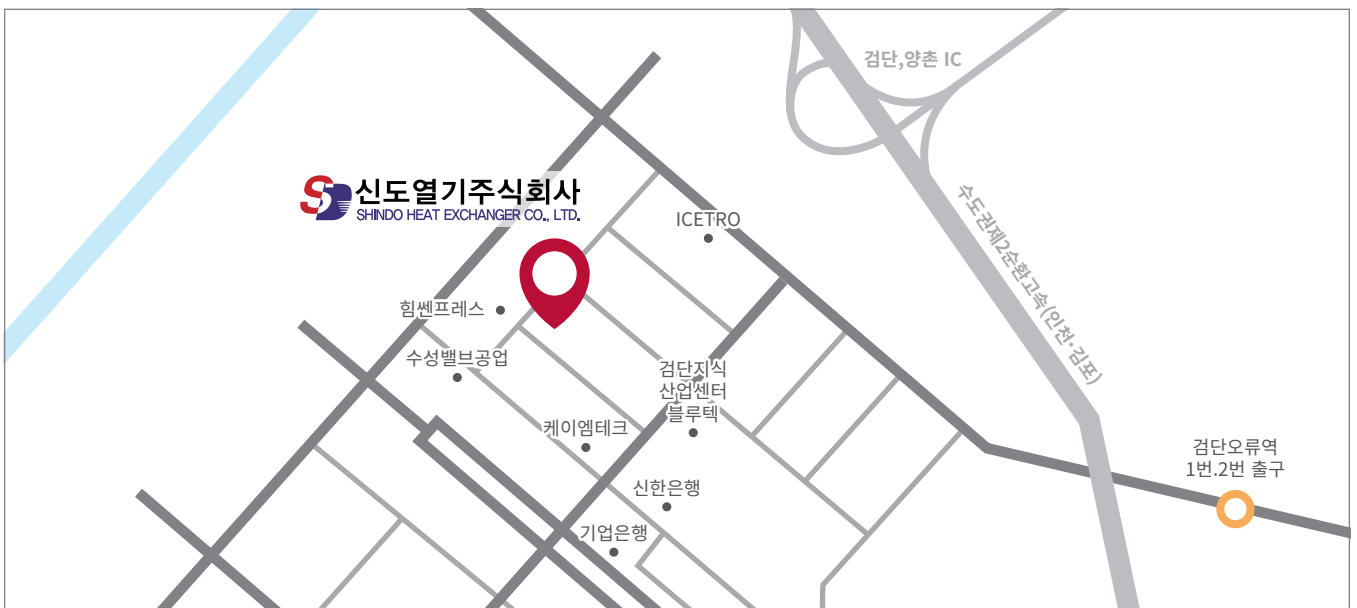 검단,양촌 IC
신도열기주식회사
SHINDO HEAT EXCHANGER CO., LTD.
수도권제2순환고속(인천·김포)
ICETRO
힘쎈프레스
수성밸브공업
검단지식
산업센터
블루텍
케이엠테크
검단오류역
1번.2번 출구
신한은행
기업은행